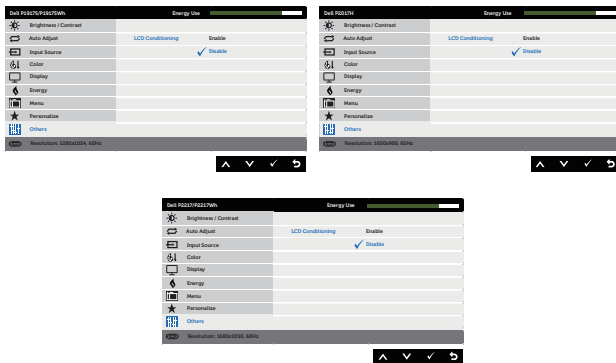 Dell P1917S/P1917SWh. Energy Use
Brightness / Contrast
Auto Adjust LCD Conditioning Enable
Input Source Disable
Color
Display
Energy
Menu
Personalize
Others
Resolution: 1280x1024, 60Hz
Dell P2017H Energy Use
Brightness / Contrast
Auto Adjust LCD Conditioning Enable
Input Source Disable
Color
Display
Energy
Menu
Personalize
Others
Resolution: 1600x900, 60Hz
Dell P2217/P2217Wh. Energy Use
Brightness / Contrast
Auto Adjust LCD Conditioning Enable
Input Source Disable
Color
Display
Energy
Menu
Personalize
Others
Resolution: 1680x1050, 60Hz